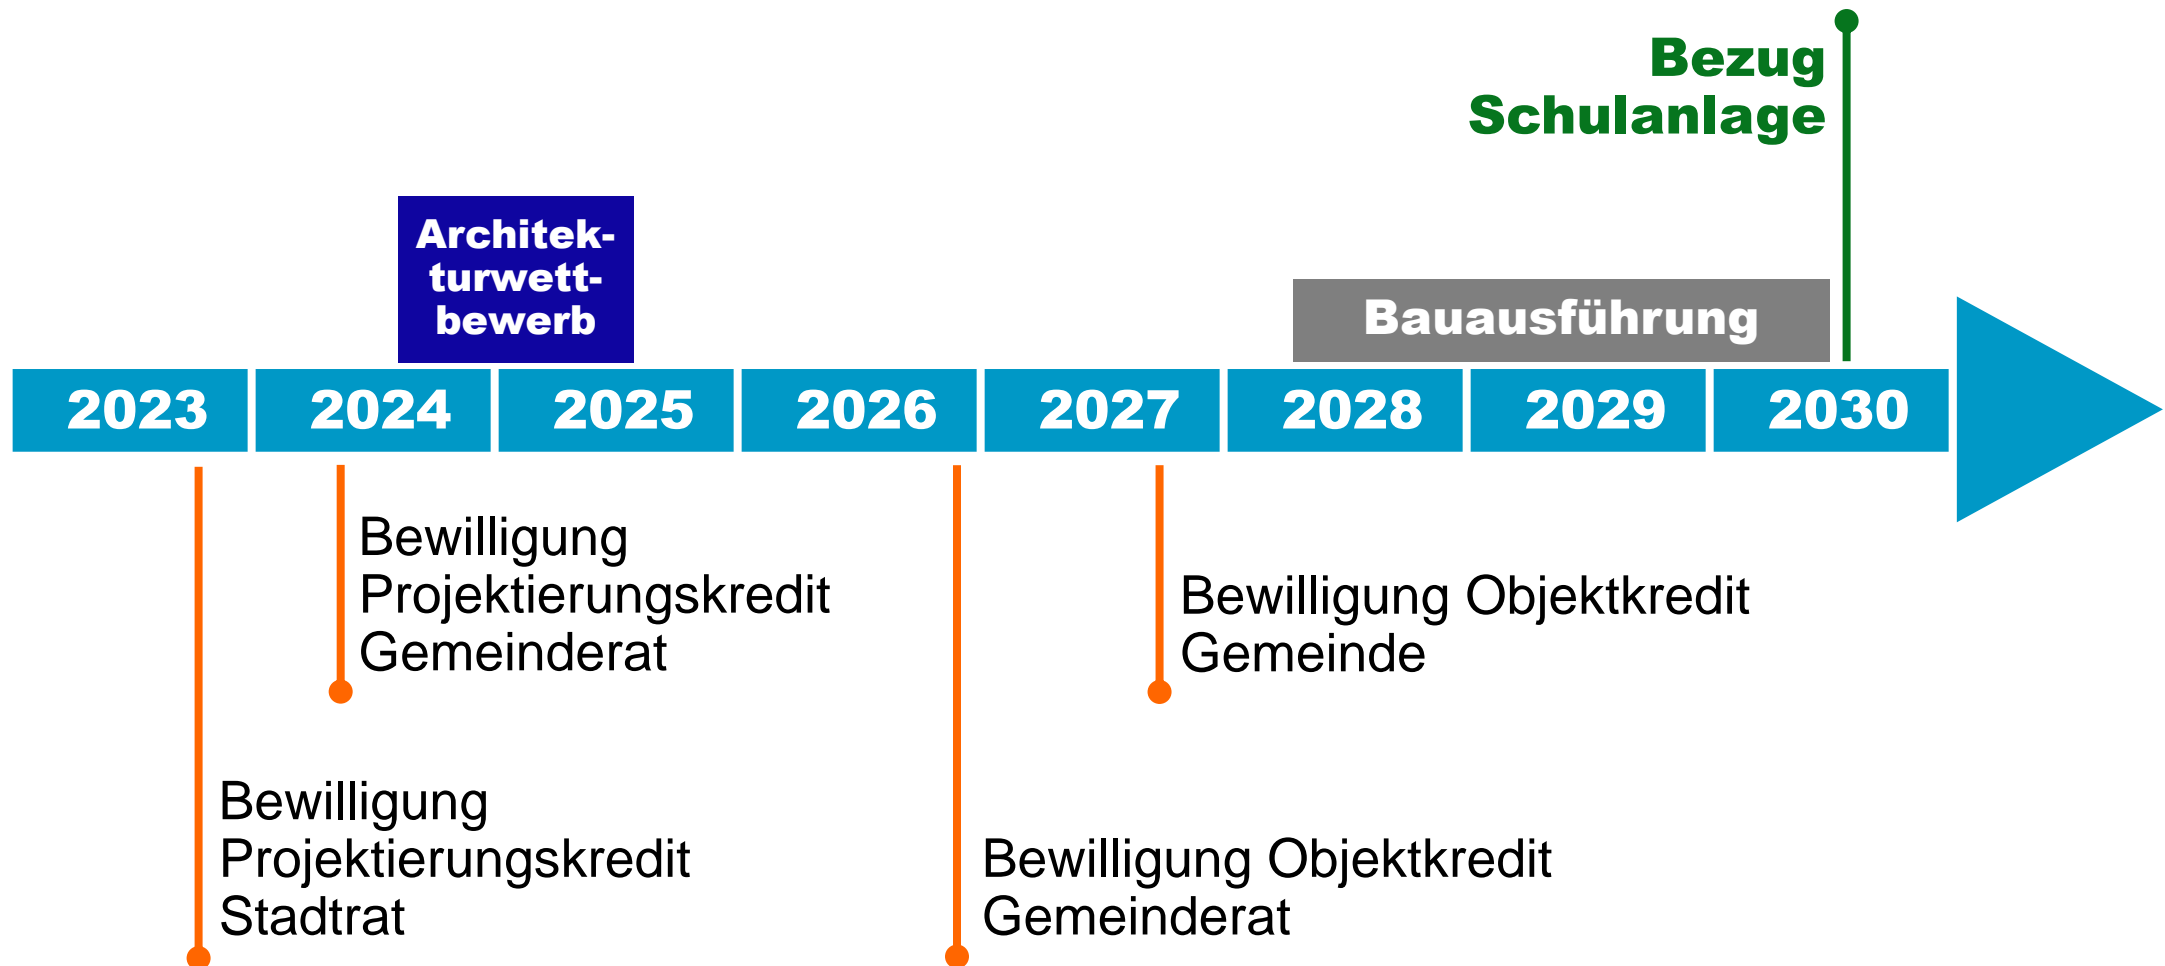 Bezug
Schulanlage
Architek-
turwett-
bewerb
Bauausführung
2023 2024 2025 2026 2027 2028 2029 2030
Bewilligung
Projektierungskredit
Gemeinderat
Bewilligung Objektkredit
Gemeinde
Bewilligung
Projektierungskredit
Stadtrat
Bewilligung Objektkredit
Gemeinderat